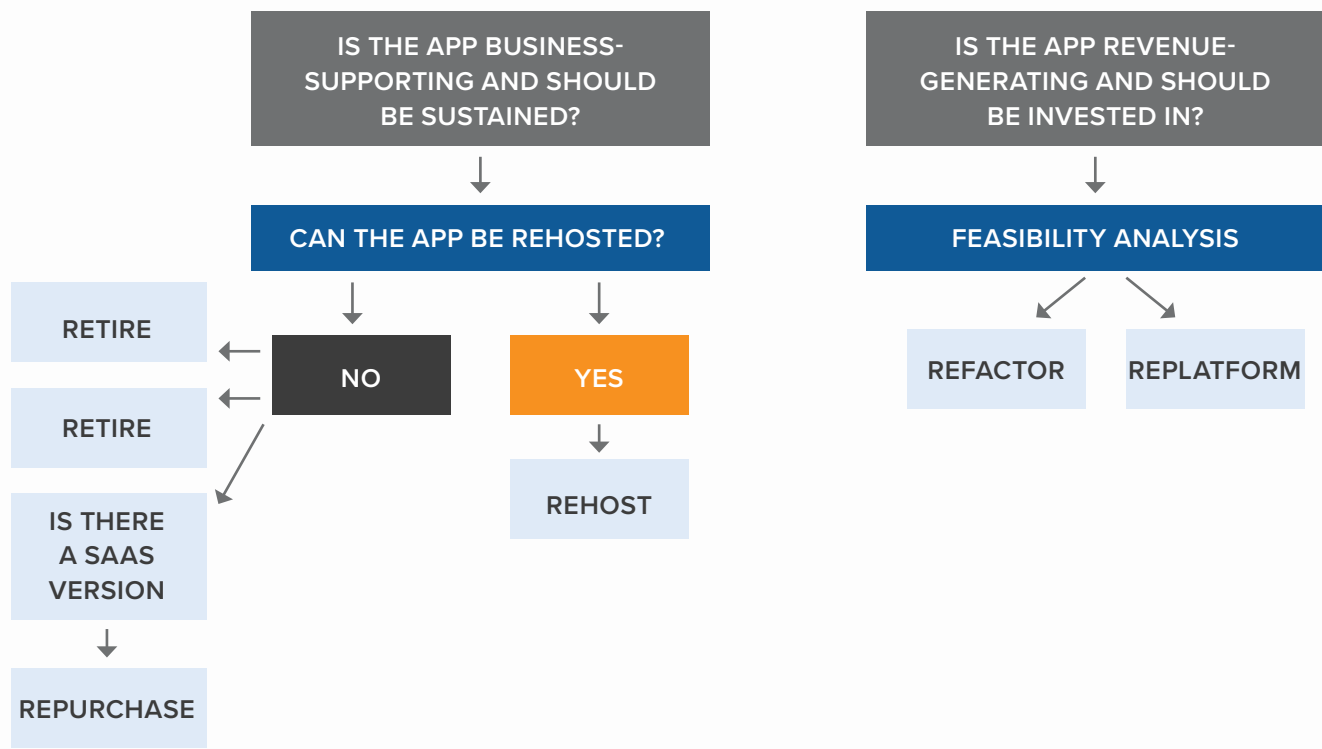 IS THE APP BUSINESS-
SUPPORTING AND SHOULD
BE SUSTAINED?
CAN THE APP BE REHOSTED?
NO
YES
RETIRE
RETIRE
IS THERE
A SAAS
VERSION
REPURCHASE
REHOST
IS THE APP REVENUE-
GENERATING AND SHOULD
BE INVESTED IN?
FEASIBILITY ANALYSIS
REFACTOR
REPLATFORM